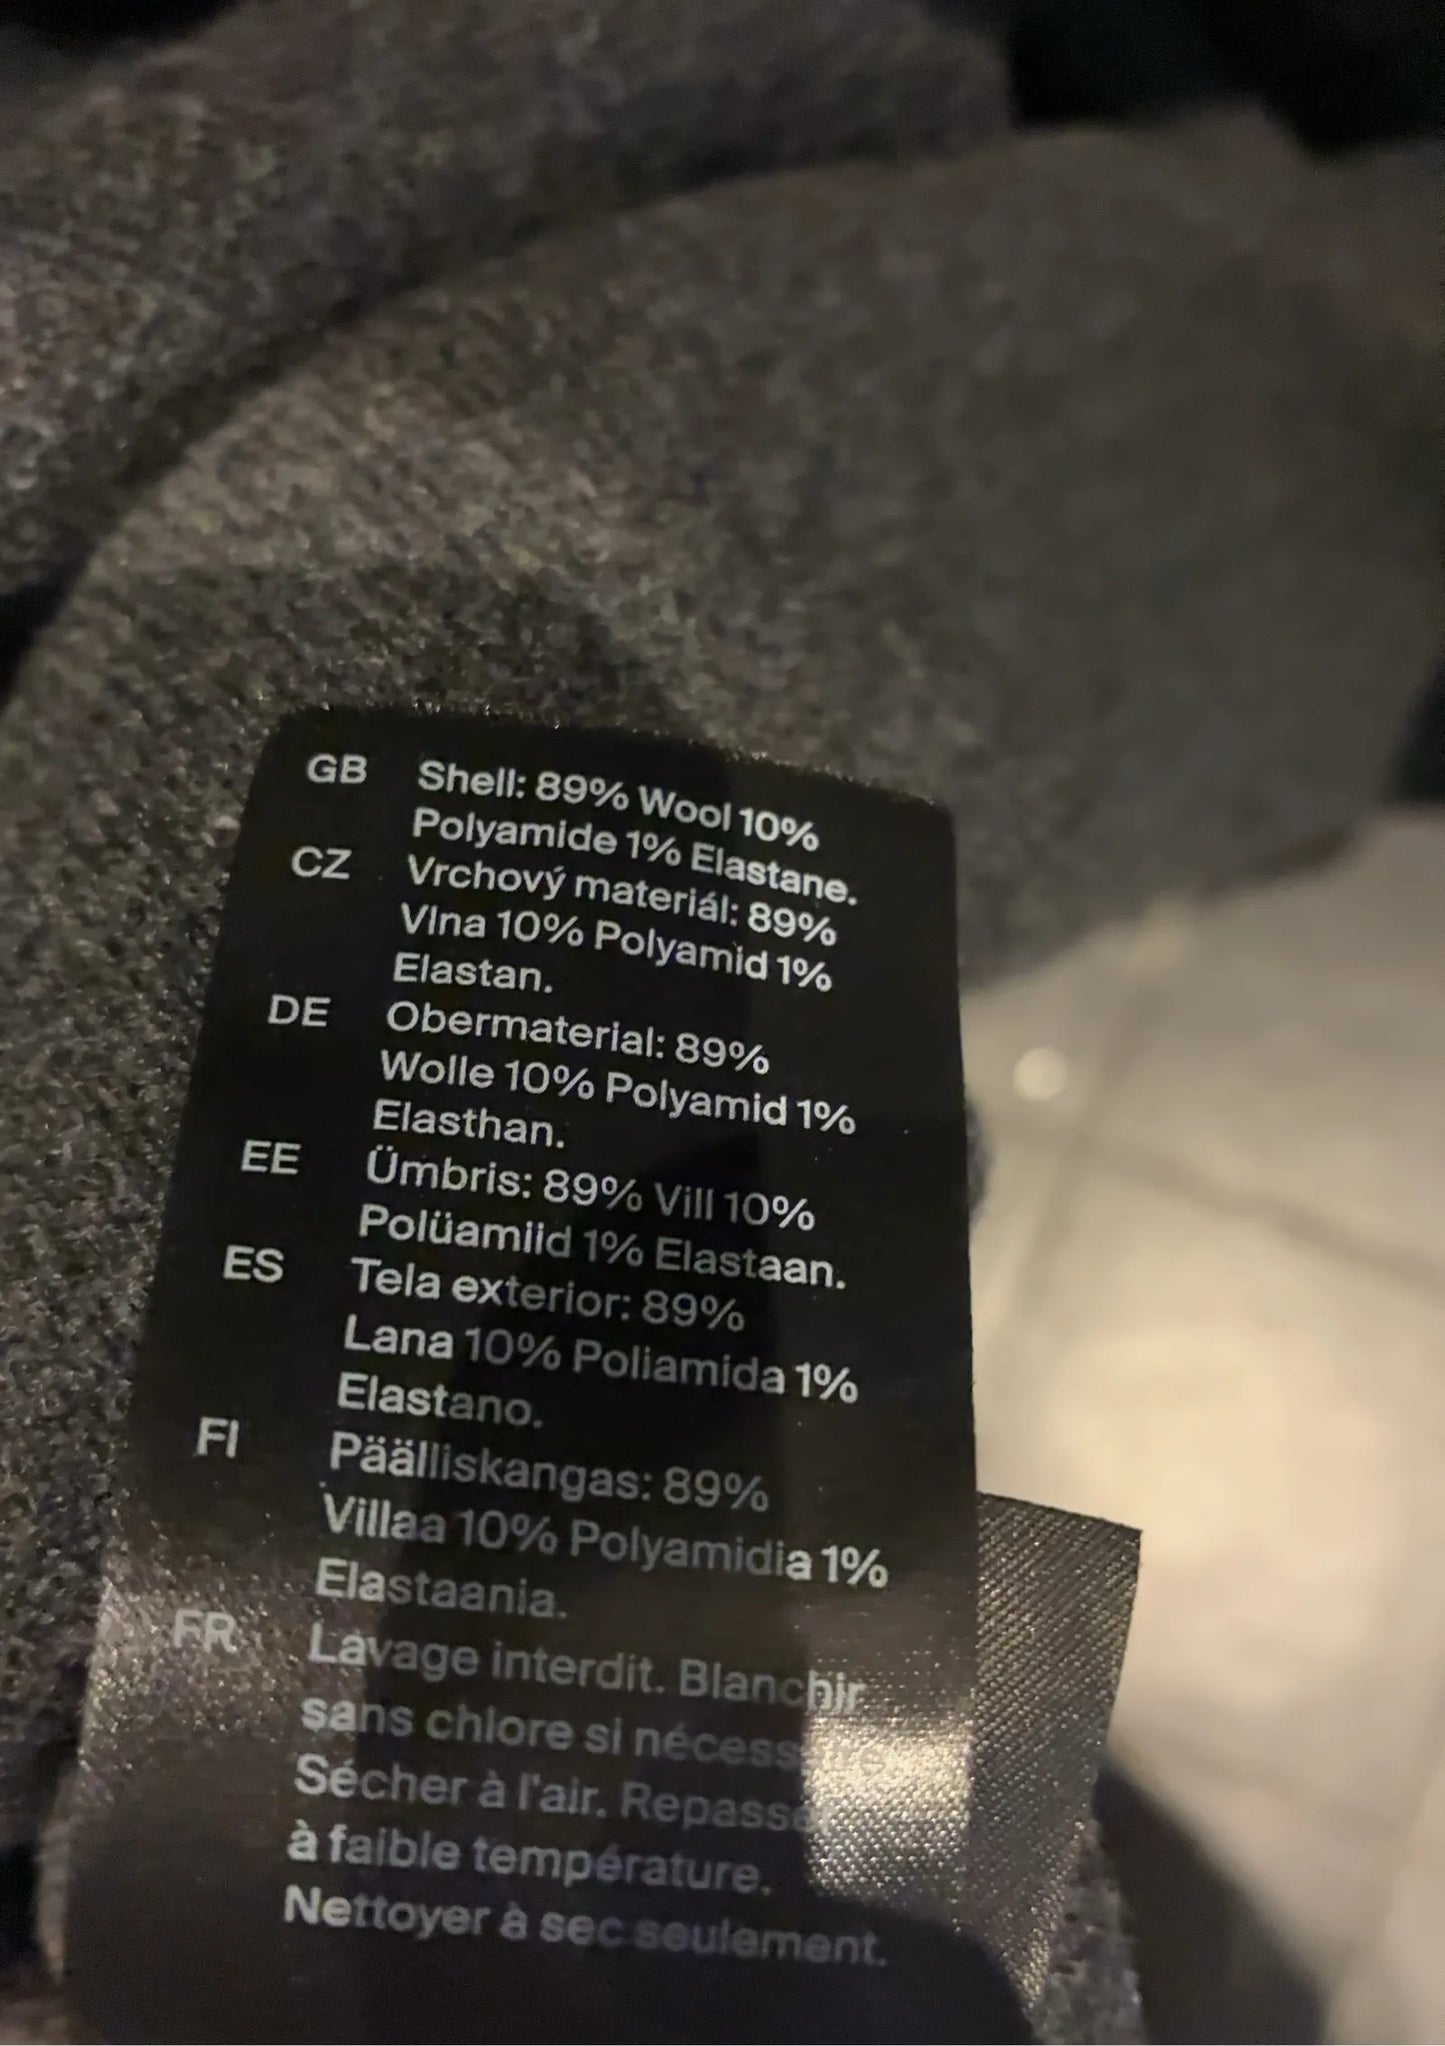 GB Shell: 89% Wool 10%
Polyamide 1% Elastane.
CZ Vrchový materiál: 89%
Vlna 10% Polyamid 1%
Elastan.
DE Obermaterial: 89%
Wolle 10% Polyamid 1%
Elasthan.
EE Ümbris: 89% Vill 10%
Polüamiid 1% Elastaan.
ES Tela exterior: 89%
Lana 10% Poliamida 1%
Elastano.
FI Päälliskangas: 89%
Villaa 10% Polyamidia 1%
Elastaania.
FR Lavage interdit. Blanchir
sans chlore si
Sécher à l'air.
à faible température.
Nettoyer à sec seulement.